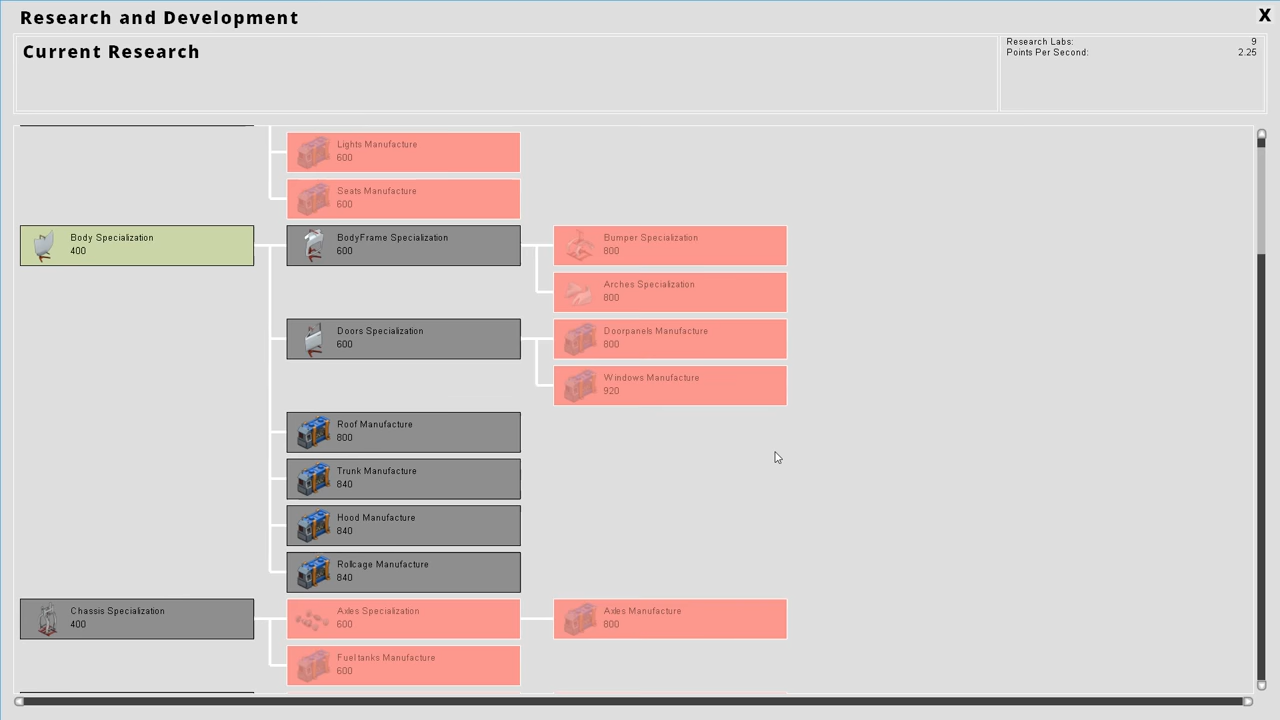 Research and Development
X
Current Research
Research Labs: 9
Points Per Second: 2.25
Lights Manufacture
600
Seats Manufacture
600
Body Specialization
400
BodyFrame Specialization
600
Bumper Specialization
800
Arches Specialization
800
Doors Specialization
600
Doorpanels Manufacture
800
Windows Manufacture
920
Roof Manufacture
800
Trunk Manufacture
840
Hood Manufacture
840
Rollcage Manufacture
840
Chassis Specialization
400
Axles Specialization
600
Axles Manufacture
800
Fueltanks Manufacture
600